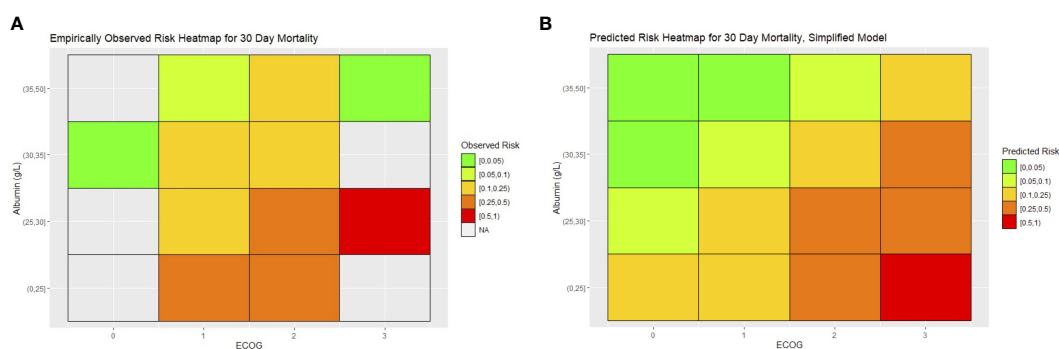 A
Empirically Observed Risk Heatmap for 30 Day Mortality
Albumin (g/L)
(35,50]
(30,35]
(25,30]
(0,25]
0 1 2 3
ECOG
Observed Risk
[0,0.05)
[0.05,0.1)
[0.1,0.25)
[0.25,0.5)
[0.5,1)
NA
B
Predicted Risk Heatmap for 30 Day Mortality, Simplified Model
Albumin (g/L)
(35,50]
(30,35]
(25,30]
(0,25]
0 1 2 3
ECOG
Predicted Risk
[0,0.05)
[0.05,0.1)
[0.1,0.25)
[0.25,0.5)
[0.5,1)